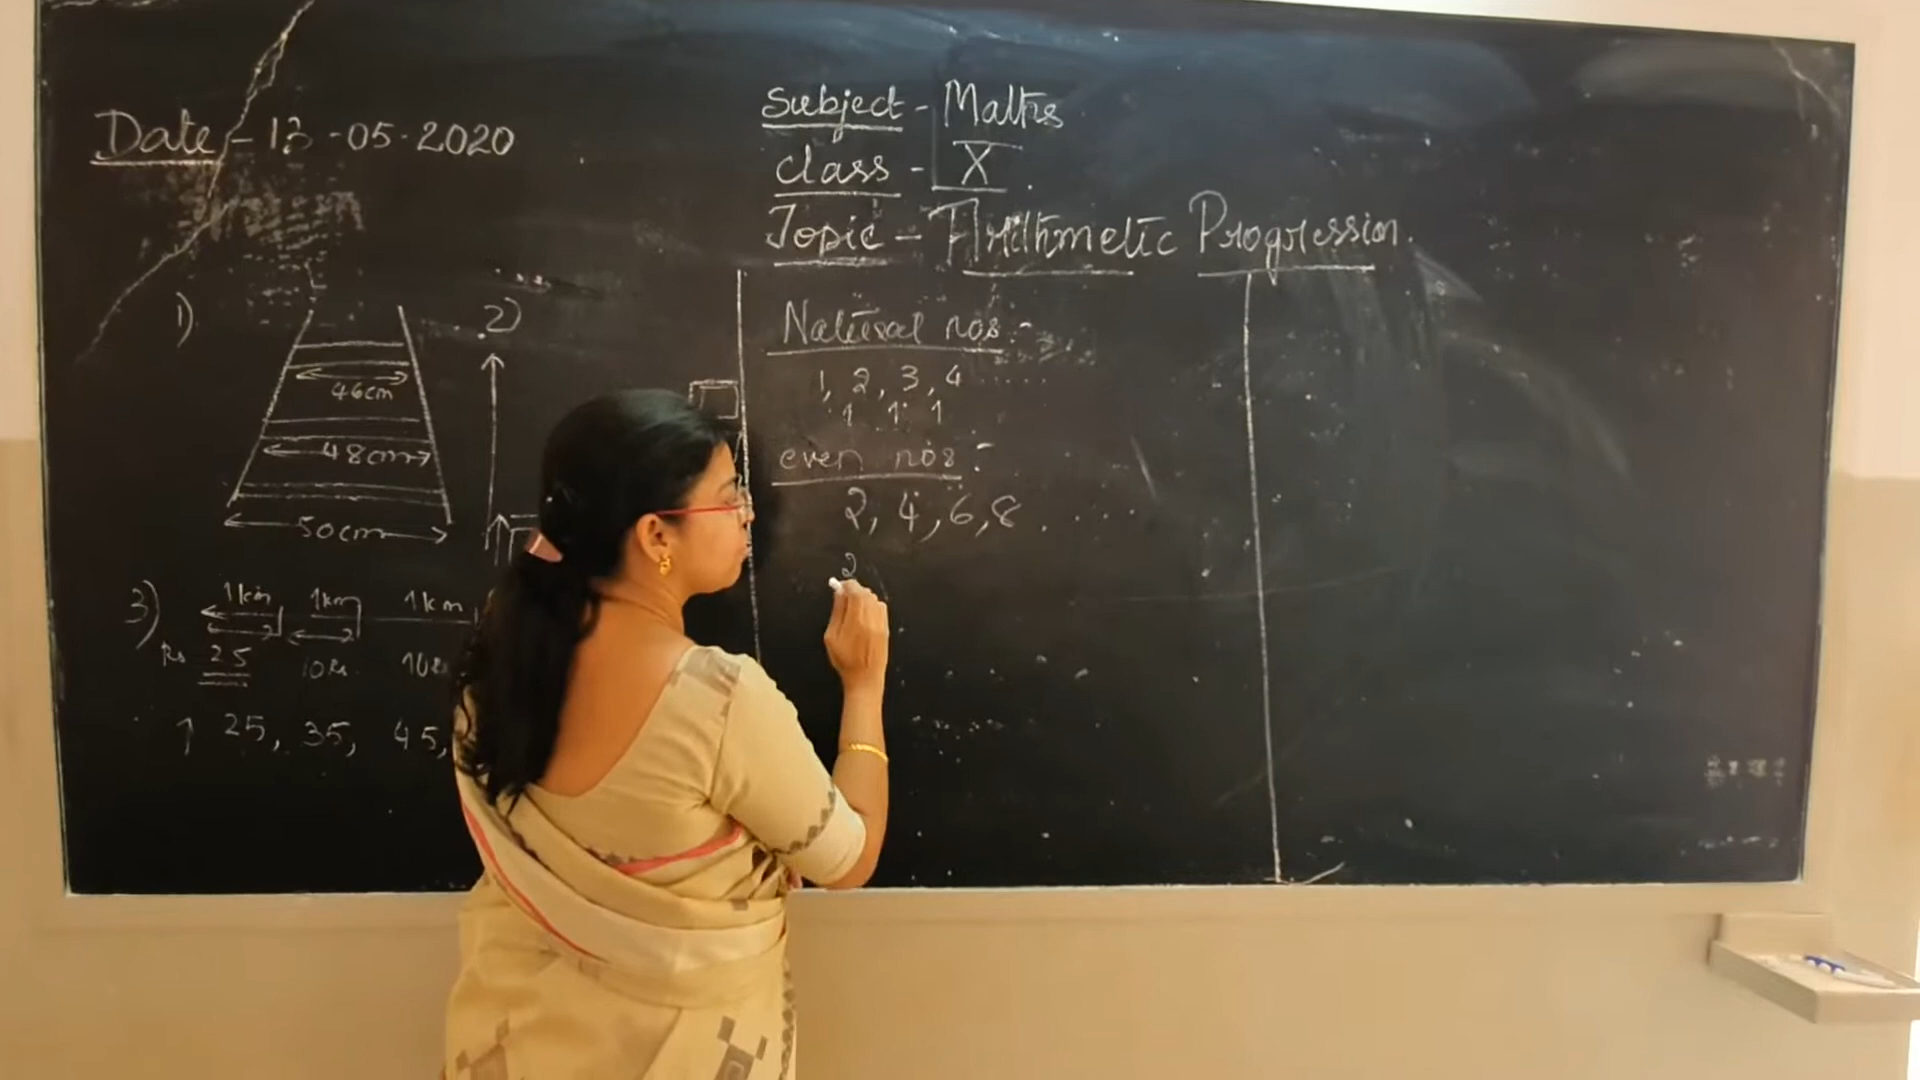 Date - 13-05-2020
Subject - Maths
Class - X
Topic - Arithmetic Progression.
1)
46cm
48cm
50cm
2)
3)
1km 1km 1km
Rs 25 10Rs. 10Rs
25, 35, 45,
Natural nos:-
1, 2, 3, 4 .....
1 1 1
even nos:-
2, 4, 6, 8 . . . .
2